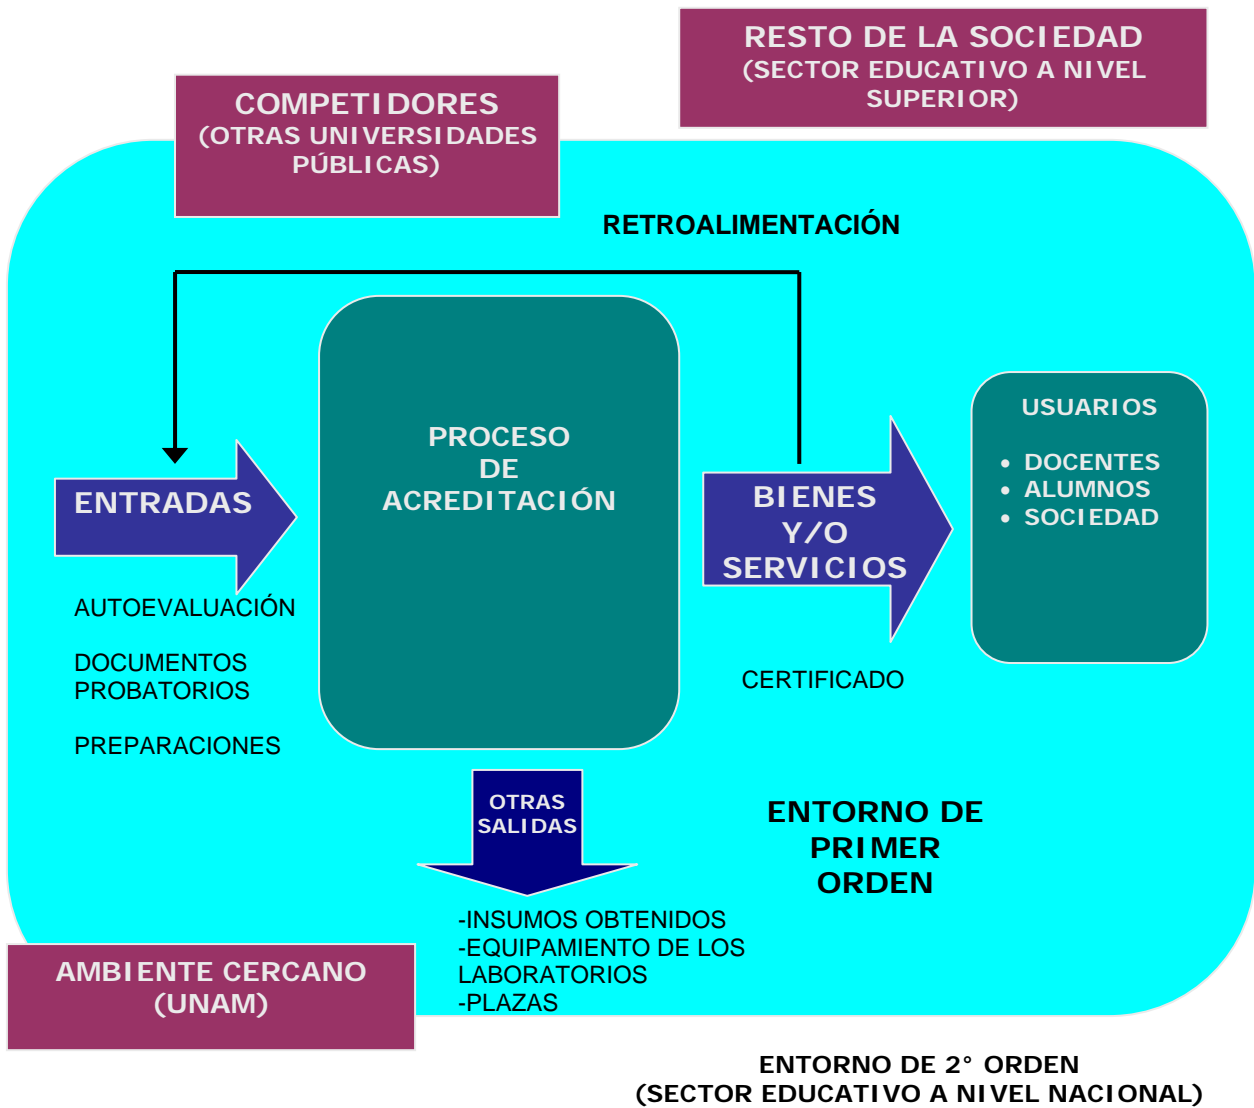 RESTO DE LA SOCIEDAD
(SECTOR EDUCATIVO A NIVEL
SUPERIOR)
COMPETIDORES
(OTRAS UNIVERSIDADES
PÚBLICAS)
RETROALIMENTACIÓN
ENTRADAS
AUTOEVALUACIÓN
DOCUMENTOS
PROBATORIOS
PREPARACIONES
PROCESO
DE
ACREDITACIÓN
BIENES
Y/O
SERVICIOS
CERTIFICADO
USUARIOS
• DOCENTES
• ALUMNOS
• SOCIEDAD
OTRAS
SALIDAS
-INSUMOS OBTENIDOS
-EQUIPAMIENTO DE LOS
LABORATORIOS
-PLAZAS
ENTORNO DE
PRIMER
ORDEN
AMBIENTE CERCANO
(UNAM)
ENTORNO DE 2° ORDEN
(SECTOR EDUCATIVO A NIVEL NACIONAL)